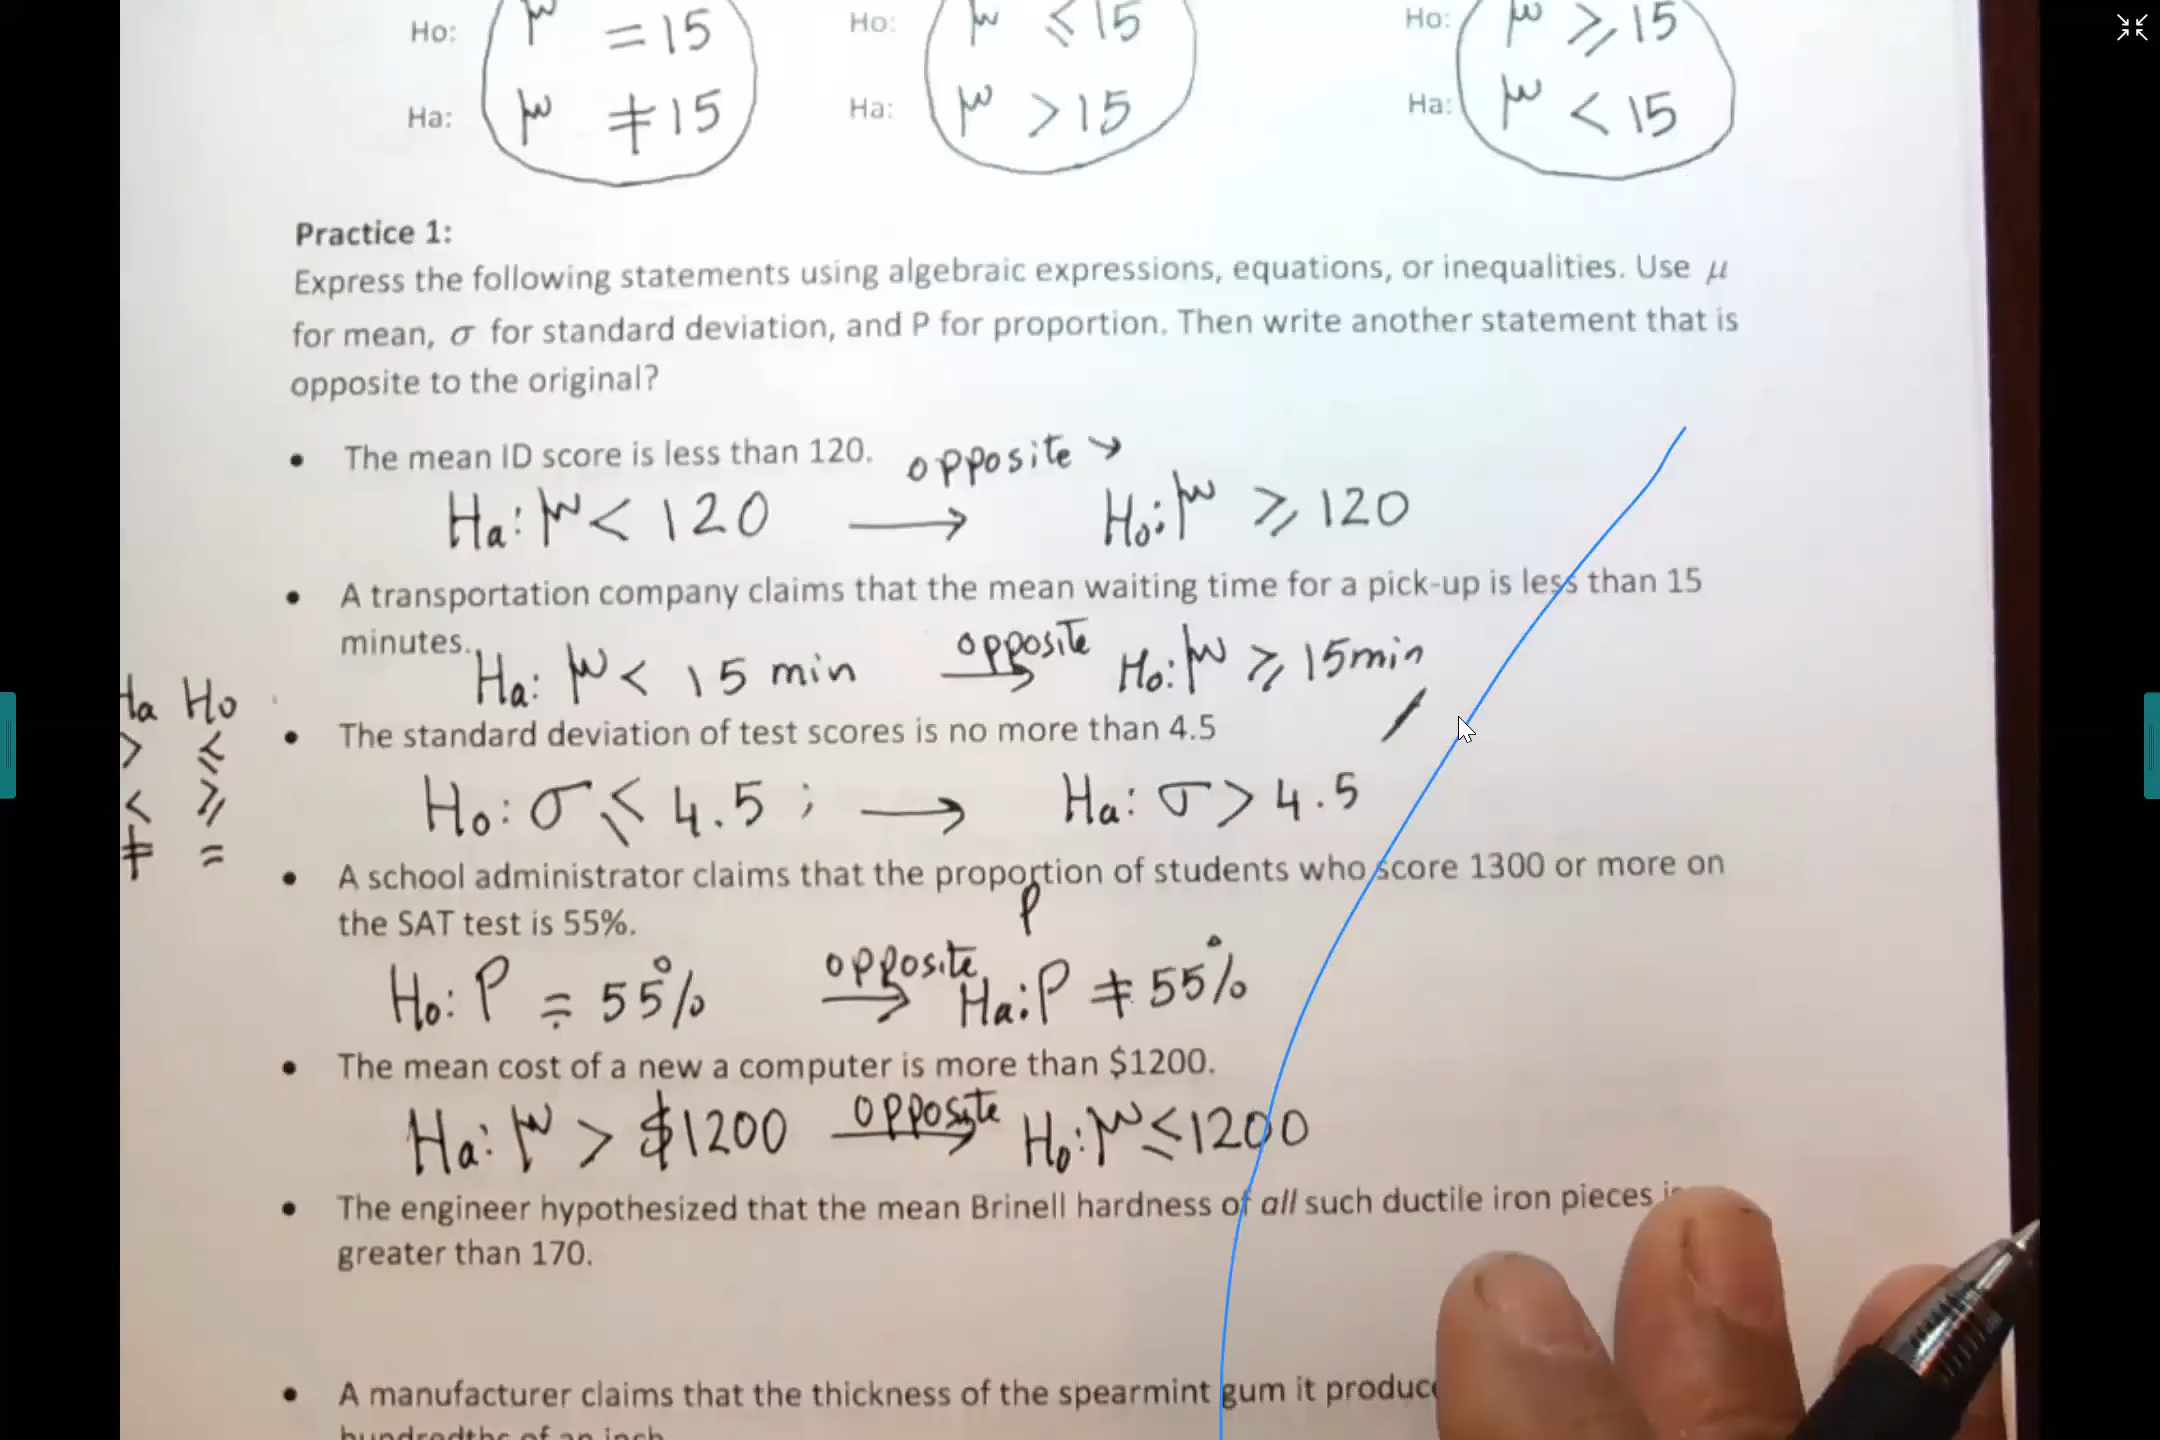 Ho: μ = 15 Ho: μ ≤ 15 Ho: μ ≥ 15
Ha: μ ≠ 15 Ha: μ > 15 Ha: μ < 15
Practice 1:
Express the following statements using algebraic expressions, equations, or inequalities. Use μ
for mean, σ for standard deviation, and P for proportion. Then write another statement that is
opposite to the original?
• The mean ID score is less than 120. opposite →
Ha: μ < 120 → Ho: μ ≥ 120
• A transportation company claims that the mean waiting time for a pick-up is less than 15
minutes.
Ha: μ < 15 min opposite → Ho: μ ≥ 15 min
Ha Ho
> ≤
< ≥
≠ =
• The standard deviation of test scores is no more than 4.5
Ho: σ ≤ 4.5 ; → Ha: σ > 4.5
• A school administrator claims that the proportion of students who score 1300 or more on
the SAT test is 55%.
P
Ho: P = 55% opposite → Ha: P ≠ 55%
• The mean cost of a new a computer is more than $1200.
Ha: μ > $1200 opposite → Ho: μ ≤ 1200
• The engineer hypothesized that the mean Brinell hardness of all such ductile iron pieces is
greater than 170.
• A manufacturer claims that the thickness of the spearmint gum it produc
hundredths of an inch